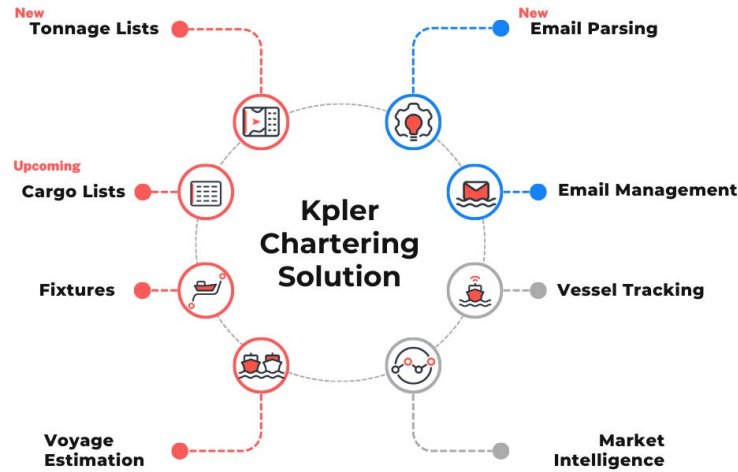 New
Tonnage Lists
New
Email Parsing
Upcoming
Cargo Lists
Email Management
Kpler
Chartering
Solution
Fixtures
Vessel Tracking
Voyage
Estimation
Market
Intelligence